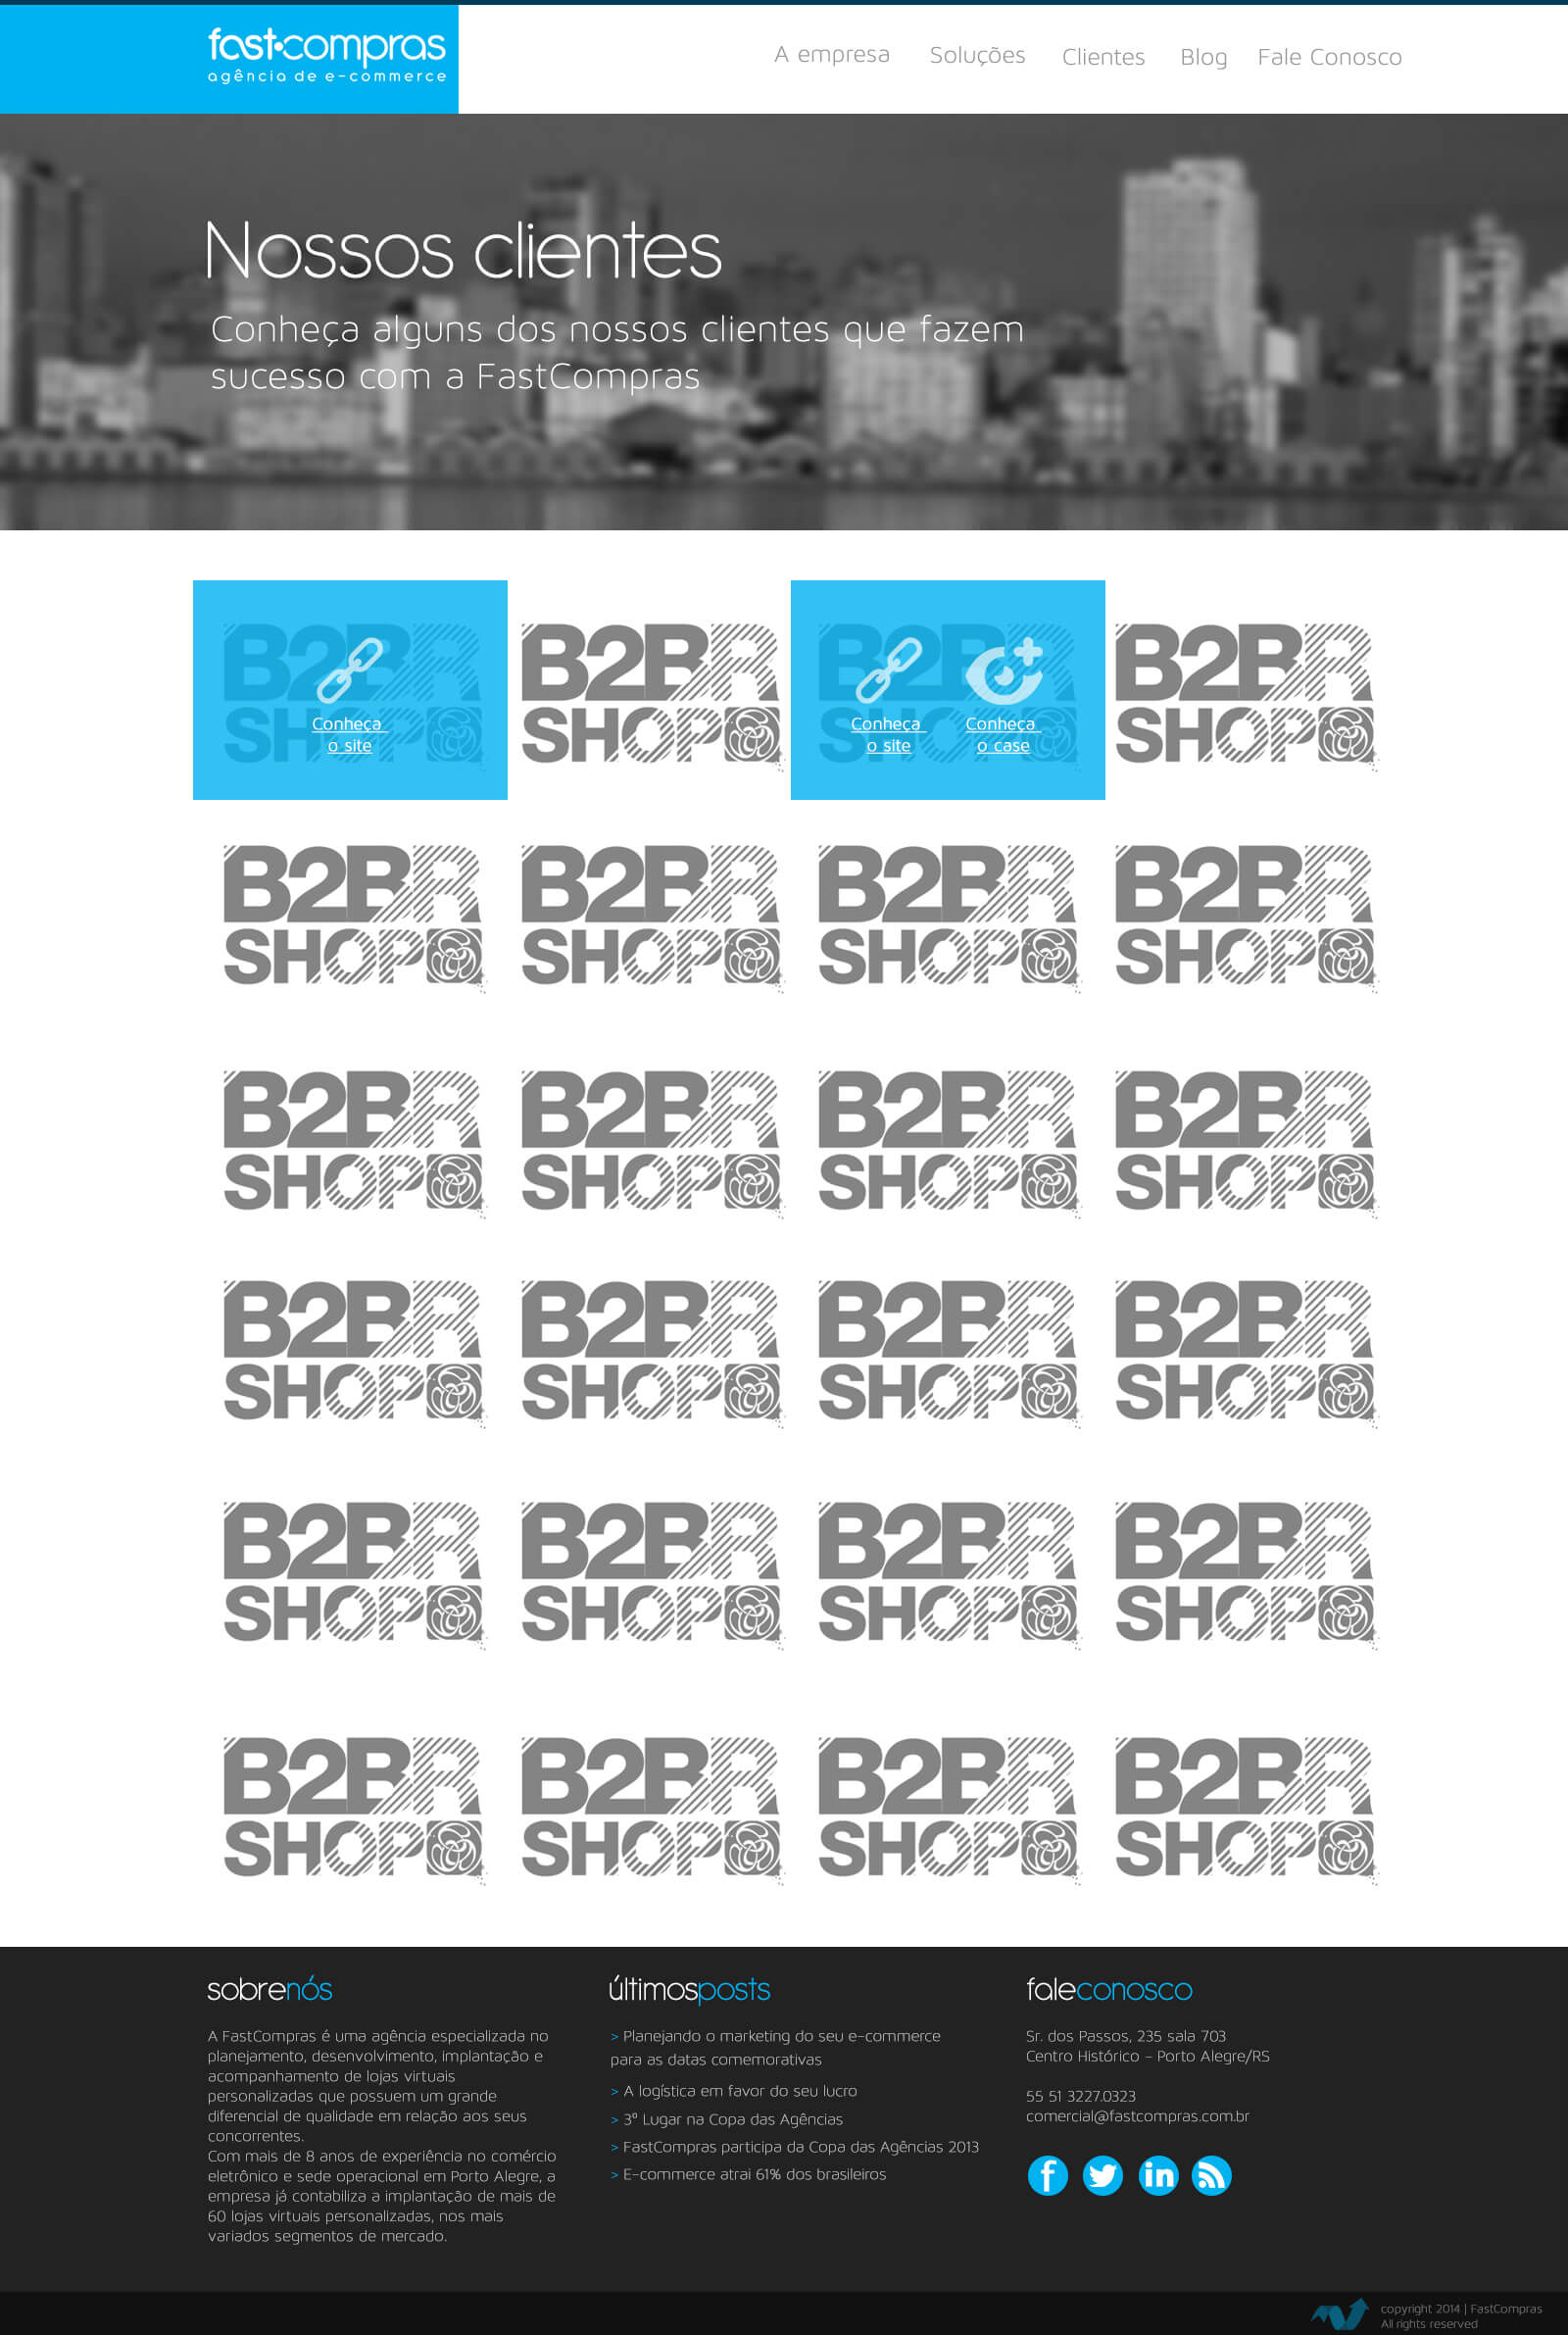 fast·compras
agência de e-commerce
A empresa Soluções Clientes Blog Fale Conosco
Nossos clientes
Conheça alguns dos nossos clientes que fazem
sucesso com a FastCompras
B2BR B2BR B2BR B2BR
SHOP SHOP SHOP SHOP
Conheça
o site
Conheça
o site
Conheça
o case
B2BR B2BR B2BR B2BR
SHOP SHOP SHOP SHOP
B2BR B2BR B2BR B2BR
SHOP SHOP SHOP SHOP
B2BR B2BR B2BR B2BR
SHOP SHOP SHOP SHOP
B2BR B2BR B2BR B2BR
SHOP SHOP SHOP SHOP
B2BR B2BR B2BR B2BR
SHOP SHOP SHOP SHOP
sobrenós
A FastCompras é uma agência especializada no
planejamento, desenvolvimento, implantação e
acompanhamento de lojas virtuais
personalizadas que possuem um grande
diferencial de qualidade em relação aos seus
concorrentes.
Com mais de 8 anos de experiência no comércio
eletrônico e sede operacional em Porto Alegre, a
empresa já contabiliza a implantação de mais de
60 lojas virtuais personalizadas, nos mais
variados segmentos de mercado.
últimosposts
> Planejando o marketing do seu e-commerce
para as datas comemorativas
> A logística em favor do seu lucro
> 3º Lugar na Copa das Agências
> FastCompras participa da Copa das Agências 2013
> E-commerce atrai 61% dos brasileiros
faleconosco
Sr. dos Passos, 235 sala 703
Centro Histórico - Porto Alegre/RS
55 51 3227.0323
comercial@fastcompras.com.br
f in
copyright 2014 | FastCompras
All rights reserved